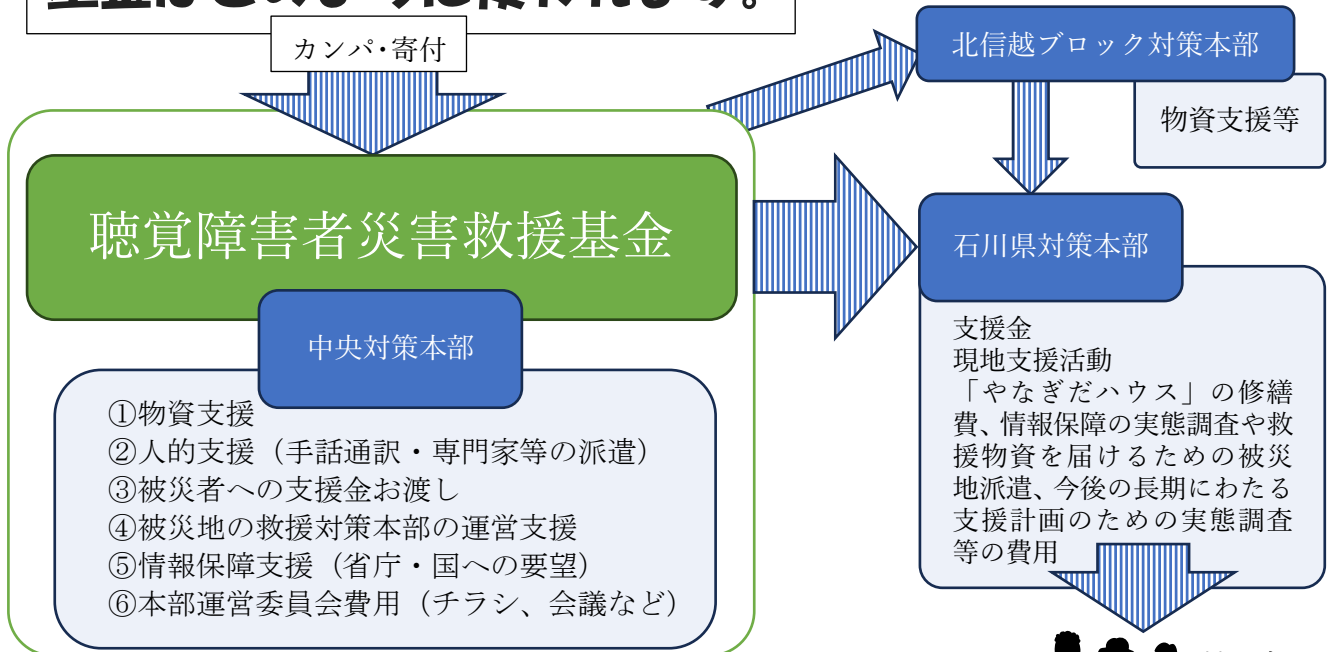 カンパ・寄付
北信越ブロック対策本部
物資支援等
聴覚障害者災害救援基金
石川県対策本部
中央対策本部
①物資支援
②人的支援（手話通訳・専門家等の派遣）
③被災者への支援金お渡し
④被災地の救援対策本部の運営支援
⑤情報保障支援（省庁・国への要望）
⑥本部運営委員会費用（チラシ、会議など）
支援金
現地支援活動
「やなぎだハウス」の修繕
費、情報保障の実態調査や救
援物資を届けるための被災
地派遣、今後の長期にわたる
支援計画のための実態調査
等の費用